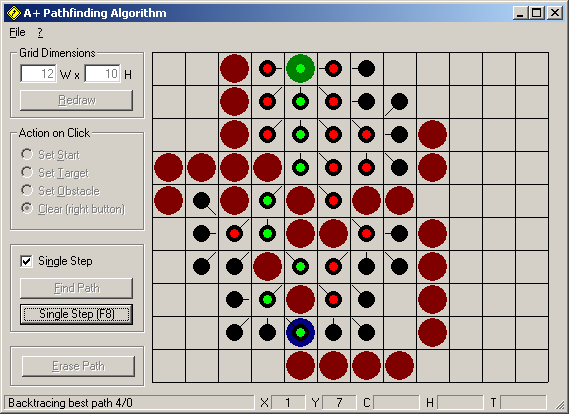 A+ Pathfinding Algorithm
File ?
Grid Dimensions
12 W x 10 H
Redraw
Action on Click
Set Start
Set Target
Set Obstacle
Clear (right button)
Single Step
Find Path
Single Step (F8)
Erase Path
Backtracing best path 4/0 X 1 Y 7 C H T